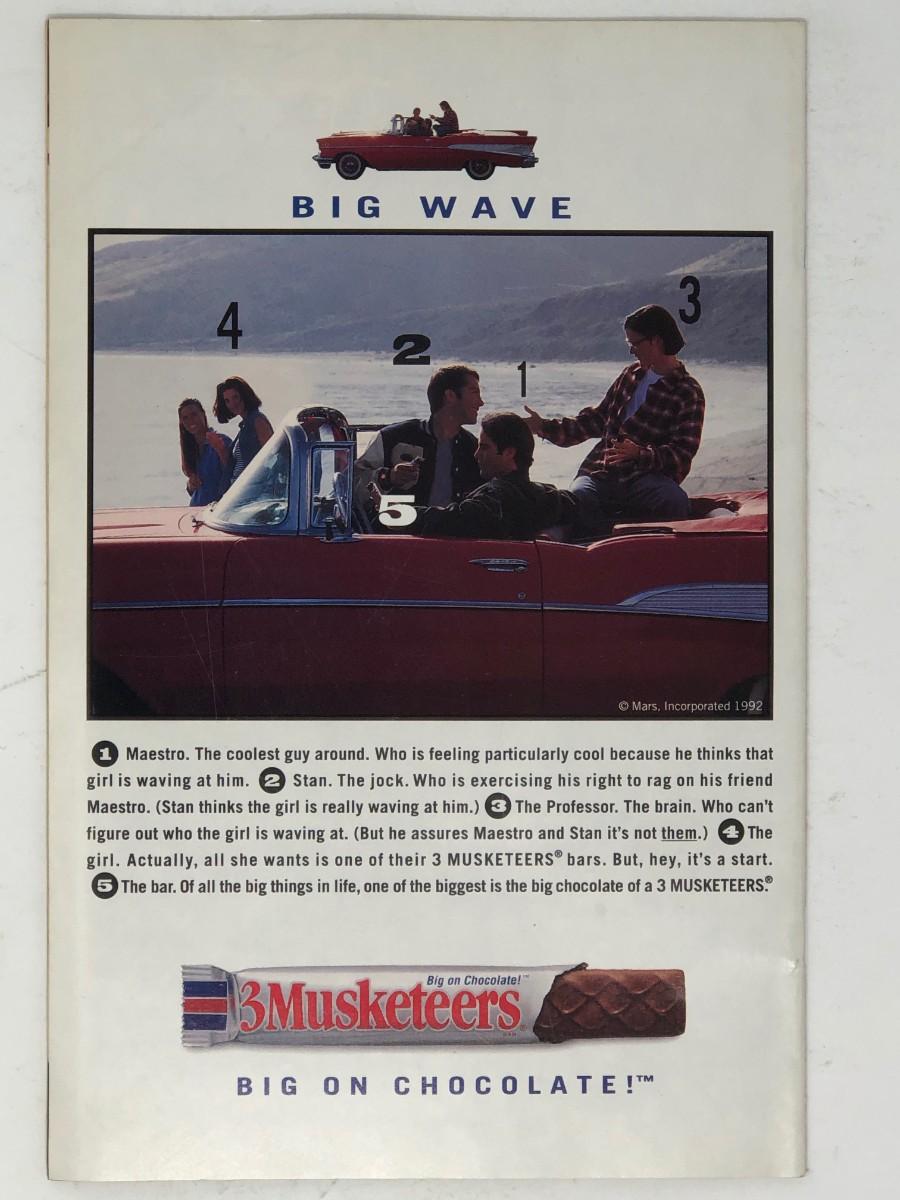 BIG WAVE
4
3
2
1
5
© Mars, Incorporated 1992
1 Maestro. The coolest guy around. Who is feeling particularly cool because he thinks that
girl is waving at him. 2 Stan. The jock. Who is exercising his right to rag on his friend
Maestro. (Stan thinks the girl is really waving at him.) 3 The Professor. The brain. Who can't
figure out who the girl is waving at. (But he assures Maestro and Stan it's not them.) 4 The
girl. Actually, all she wants is one of their 3 MUSKETEERS® bars. But, hey, it's a start.
5 The bar. Of all the big things in life, one of the biggest is the big chocolate of a 3 MUSKETEERS.®
Big on Chocolate!™
3Musketeers®
BAR
BIG ON CHOCOLATE!™